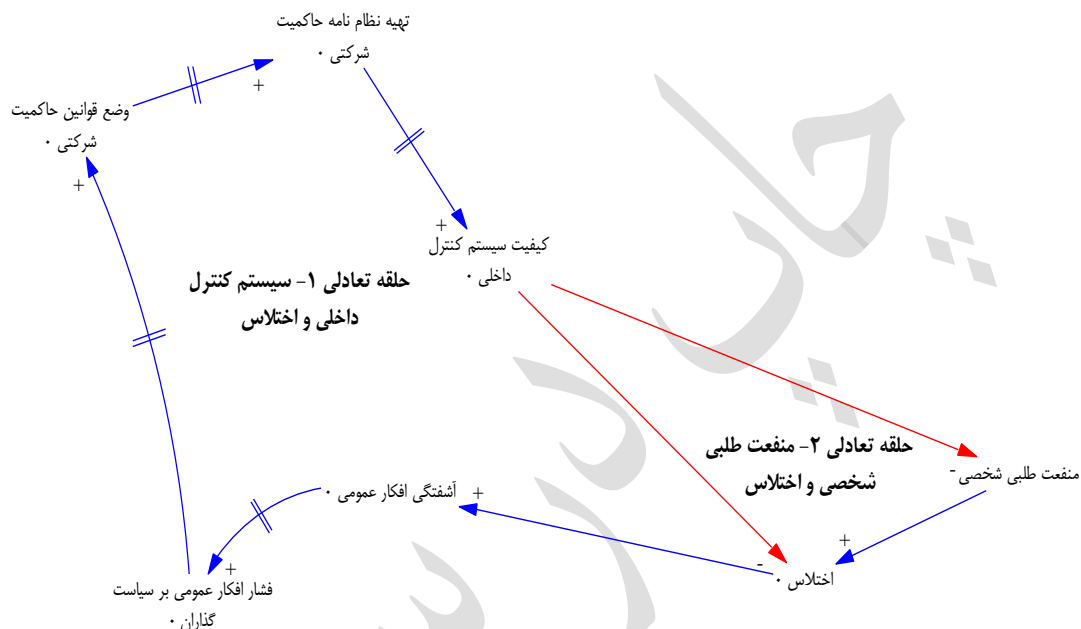 تهیه نظام نامه حاکمیت
شرکتی ۰
+
وضع قوانین حاکمیت
شرکتی ۰
+
+
کیفیت سیستم کنترل
داخلی ۰
حلقه تعادلی ۱- سیستم کنترل
داخلی و اختلاس
حلقه تعادلی ۲- منفعت طلبی
شخصی و اختلاس
منفعت طلبی شخصی -
آشفتگی افکار عمومی ۰ +
+
-
اختلاس ۰
+
فشار افکار عمومی بر سیاست
گذاران ۰
چاپ در